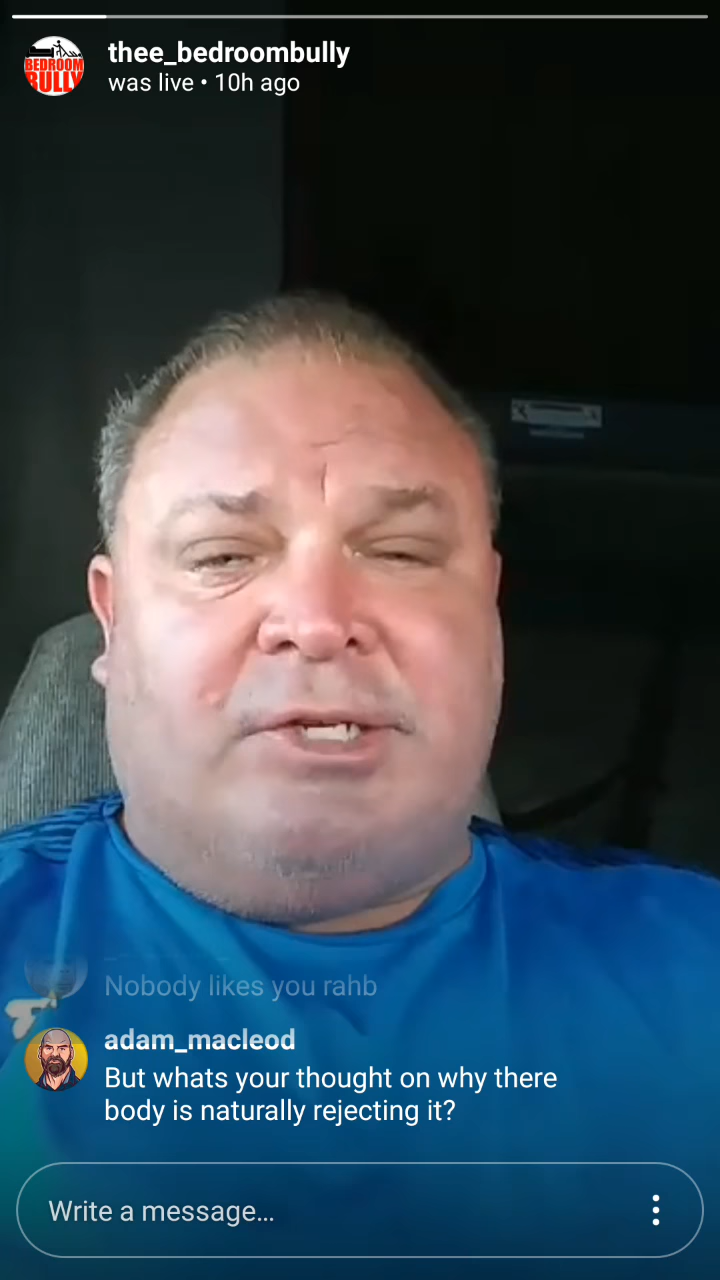 thee_bedroombully
was live • 10h ago
BEDROOM
BULLY
Nobody likes you rahb
adam_macleod
But whats your thought on why there
body is naturally rejecting it?
Write a message...